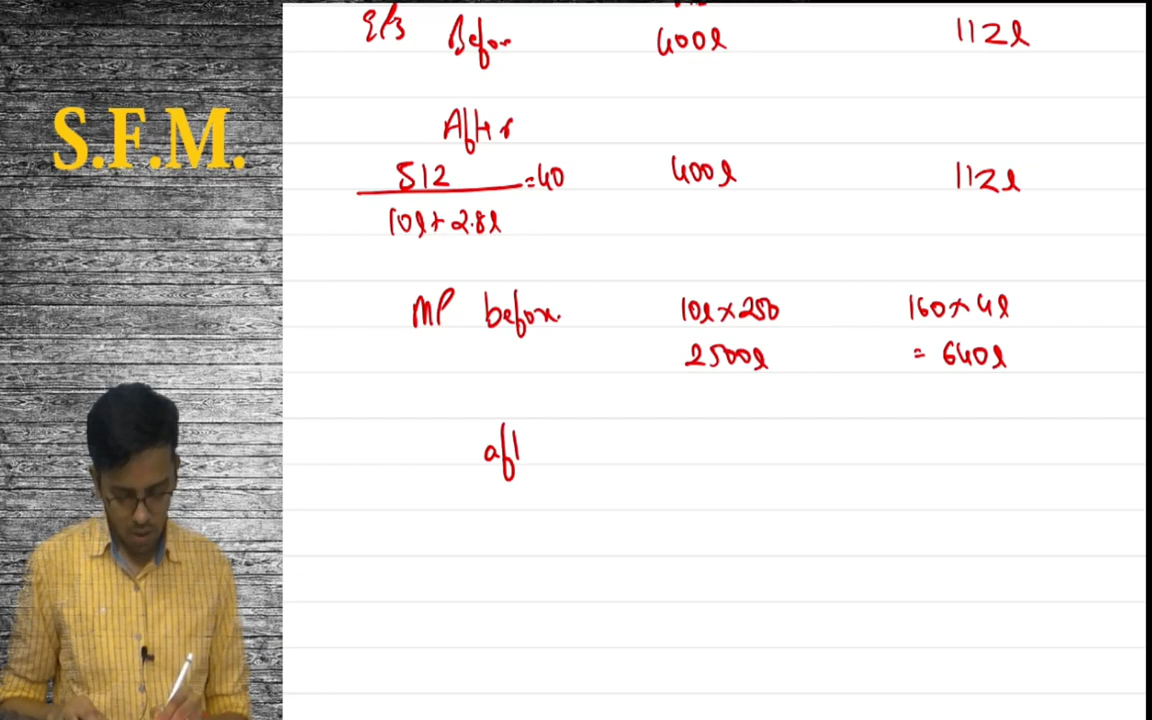 S.F.M.
EPS Before 400l 112l
After
512 = 40 400l 112l
10l + 2.8l
MP before 10l × 250 160 × 4l
2500l = 640l
aft